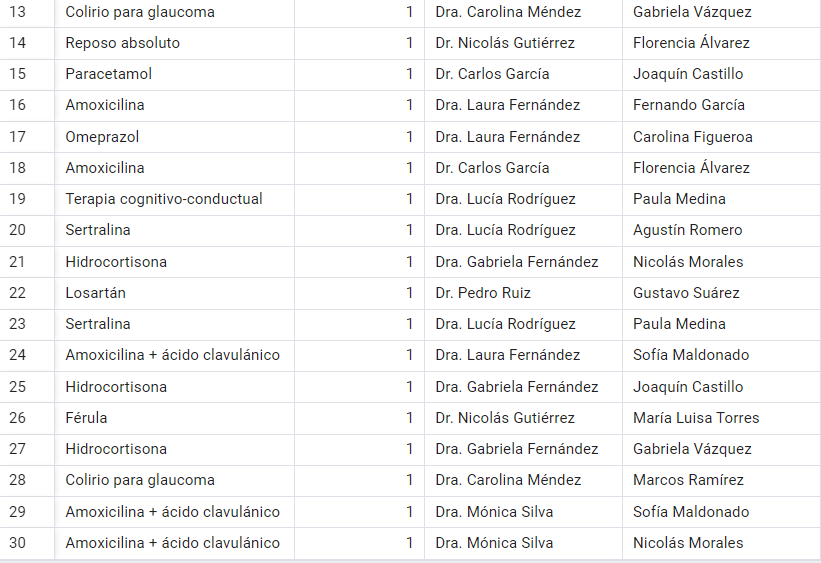 13 Colirio para glaucoma 1 Dra. Carolina Méndez Gabriela Vázquez
14 Reposo absoluto 1 Dr. Nicolás Gutiérrez Florencia Álvarez
15 Paracetamol 1 Dr. Carlos García Joaquín Castillo
16 Amoxicilina 1 Dra. Laura Fernández Fernando García
17 Omeprazol 1 Dra. Laura Fernández Carolina Figueroa
18 Amoxicilina 1 Dr. Carlos García Florencia Álvarez
19 Terapia cognitivo-conductual 1 Dra. Lucía Rodríguez Paula Medina
20 Sertralina 1 Dra. Lucía Rodríguez Agustín Romero
21 Hidrocortisona 1 Dra. Gabriela Fernández Nicolás Morales
22 Losartán 1 Dr. Pedro Ruiz Gustavo Suárez
23 Sertralina 1 Dra. Lucía Rodríguez Paula Medina
24 Amoxicilina + ácido clavulánico 1 Dra. Laura Fernández Sofía Maldonado
25 Hidrocortisona 1 Dra. Gabriela Fernández Joaquín Castillo
26 Férula 1 Dr. Nicolás Gutiérrez María Luisa Torres
27 Hidrocortisona 1 Dra. Gabriela Fernández Gabriela Vázquez
28 Colirio para glaucoma 1 Dra. Carolina Méndez Marcos Ramírez
29 Amoxicilina + ácido clavulánico 1 Dra. Mónica Silva Sofía Maldonado
30 Amoxicilina + ácido clavulánico 1 Dra. Mónica Silva Nicolás Morales